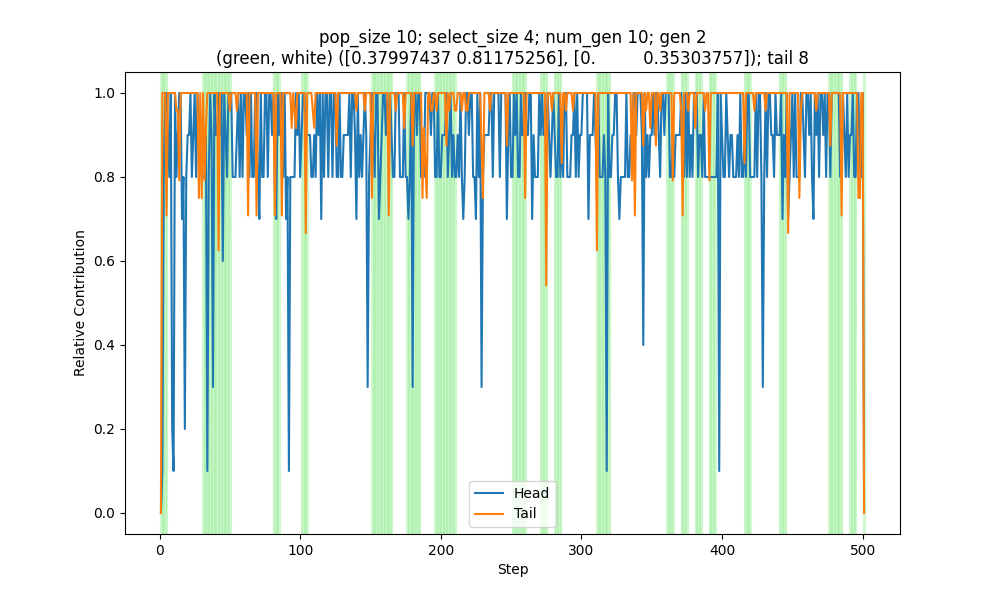 pop_size 10; select_size 4; num_gen 10; gen 2
(green, white) ([0.37997437 0.81175256], [0.         0.35303757]); tail 8
1.0
0.8
0.6
0.4
0.2
0.0
Relative Contribution
Head
Tail
0 100 200 300 400 500
Step